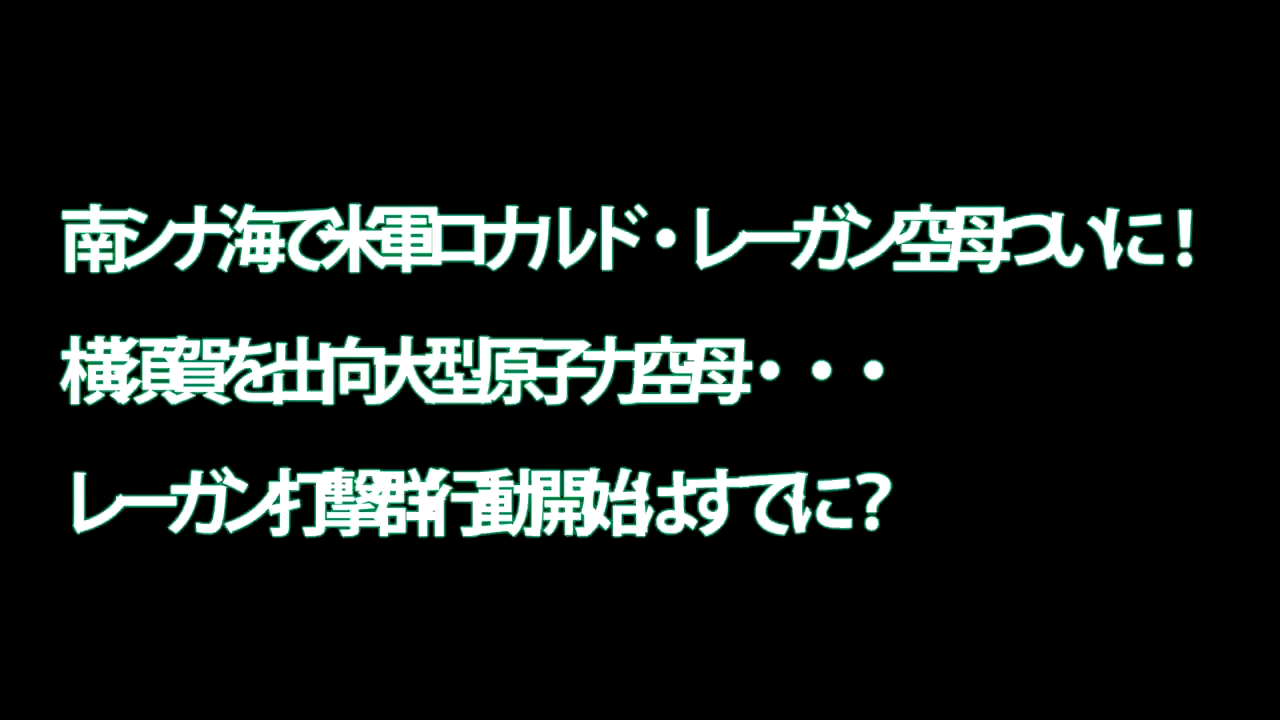 南シナ海で米軍ロナルド・レーガン空母ついに！
横須賀を出向大型原子力空母・・・
レーガン打撃群行動開始はすでに？